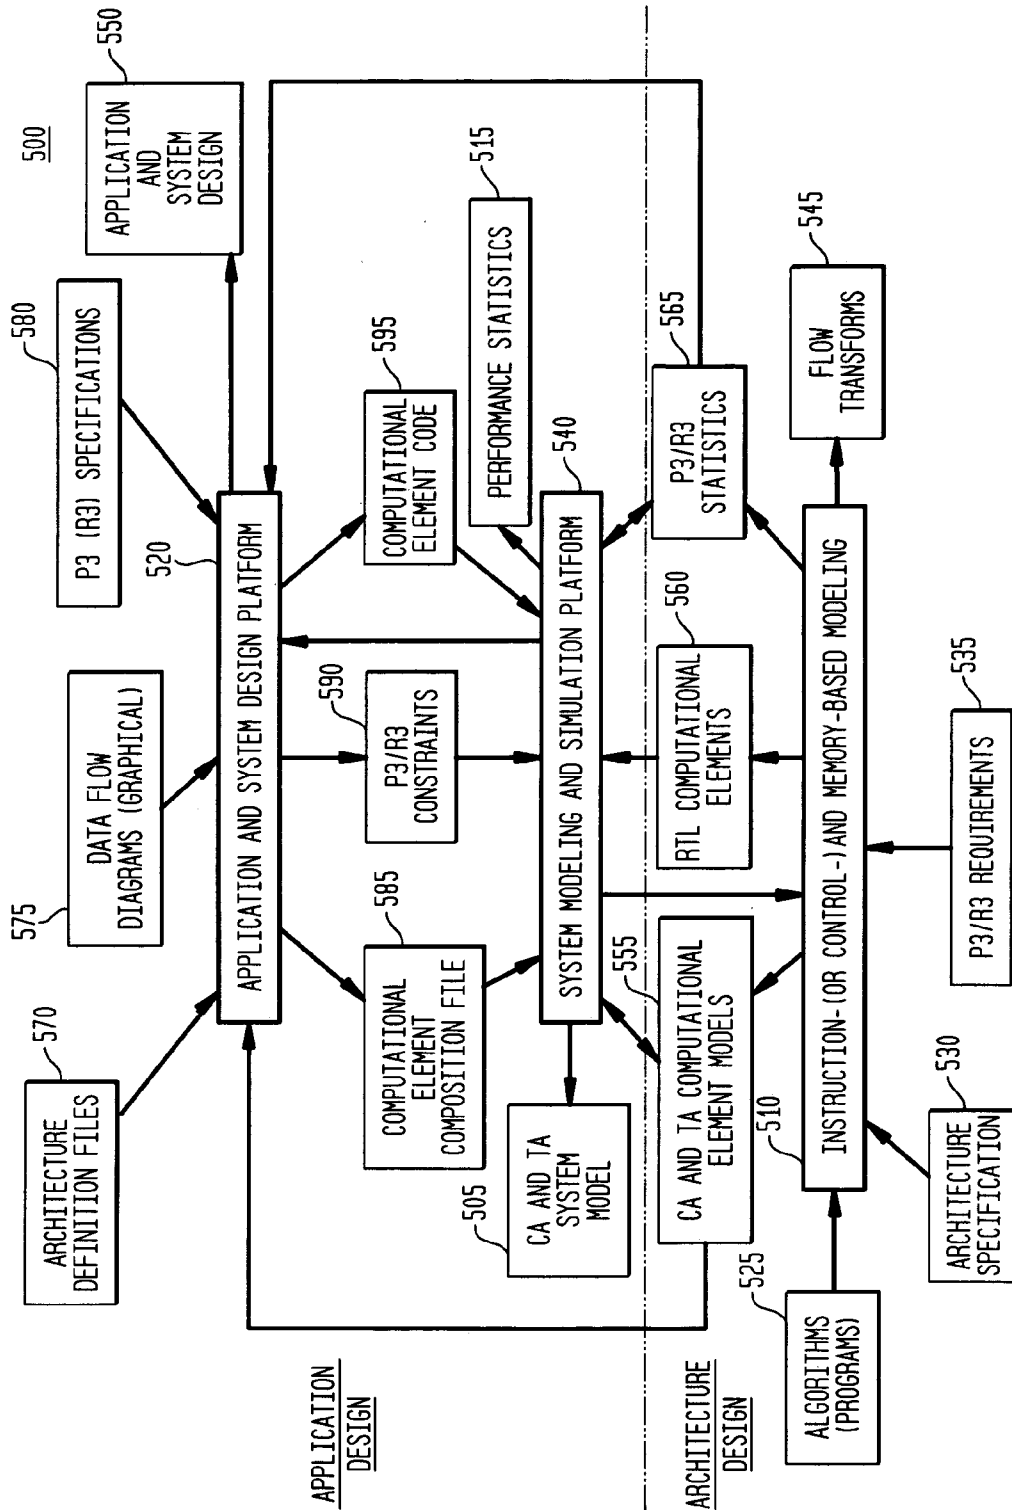 500
570
ARCHITECTURE
DEFINITION FILES
575
DATA FLOW
DIAGRAMS (GRAPHICAL)
580
P3 (R3) SPECIFICATIONS
550
APPLICATION
AND
SYSTEM
DESIGN
520
APPLICATION AND SYSTEM DESIGN PLATFORM
APPLICATION
DESIGN
585
COMPUTATIONAL
ELEMENT
COMPOSITION FILE
590
P3/R3
CONSTRAINTS
595
COMPUTATIONAL
ELEMENT CODE
515
PERFORMANCE STATISTICS
505
CA AND TA
SYSTEM
MODEL
540
SYSTEM MODELING AND SIMULATION PLATFORM
ARCHITECTURE
DESIGN
555
CA AND TA COMPUTATIONAL
ELEMENT MODELS
560
RTL COMPUTATIONAL
ELEMENTS
565
P3/R3
STATISTICS
525
ALGORITHMS
(PROGRAMS)
510
INSTRUCTION-(OR CONTROL-)AND MEMORY-BASED MODELING
545
FLOW
TRANSFORMS
530
ARCHITECTURE
SPECIFICATION
535
P3/R3 REQUIREMENTS